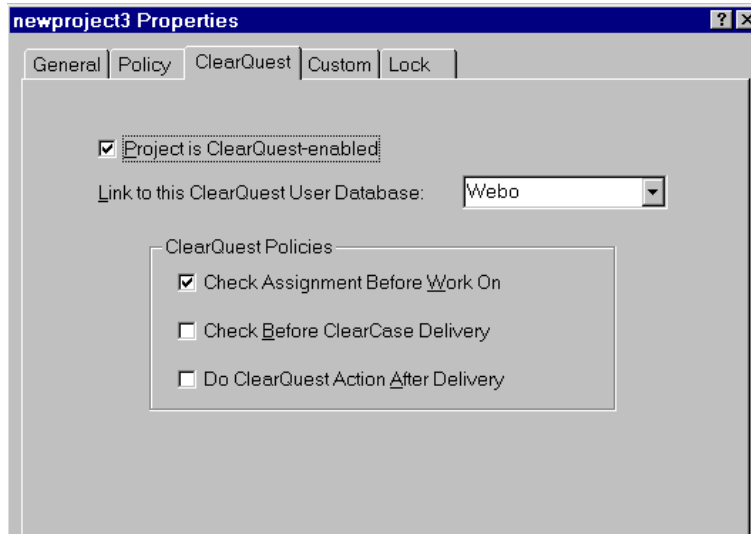 newproject3 Properties
General Policy ClearQuest Custom Lock
Project is ClearQuest-enabled
Link to this ClearQuest User Database: Webo
ClearQuest Policies
Check Assignment Before Work On
Check Before ClearCase Delivery
Do ClearQuest Action After Delivery